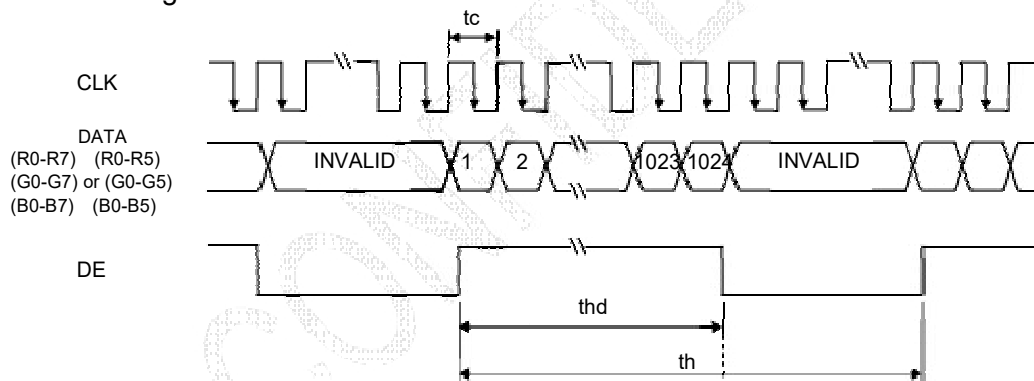 tc
CLK
DATA
(R0-R7) (R0-R5)
(G0-G7) or (G0-G5)
(B0-B7) (B0-B5)
INVALID 1 2 1023 1024 INVALID
DE
thd
th